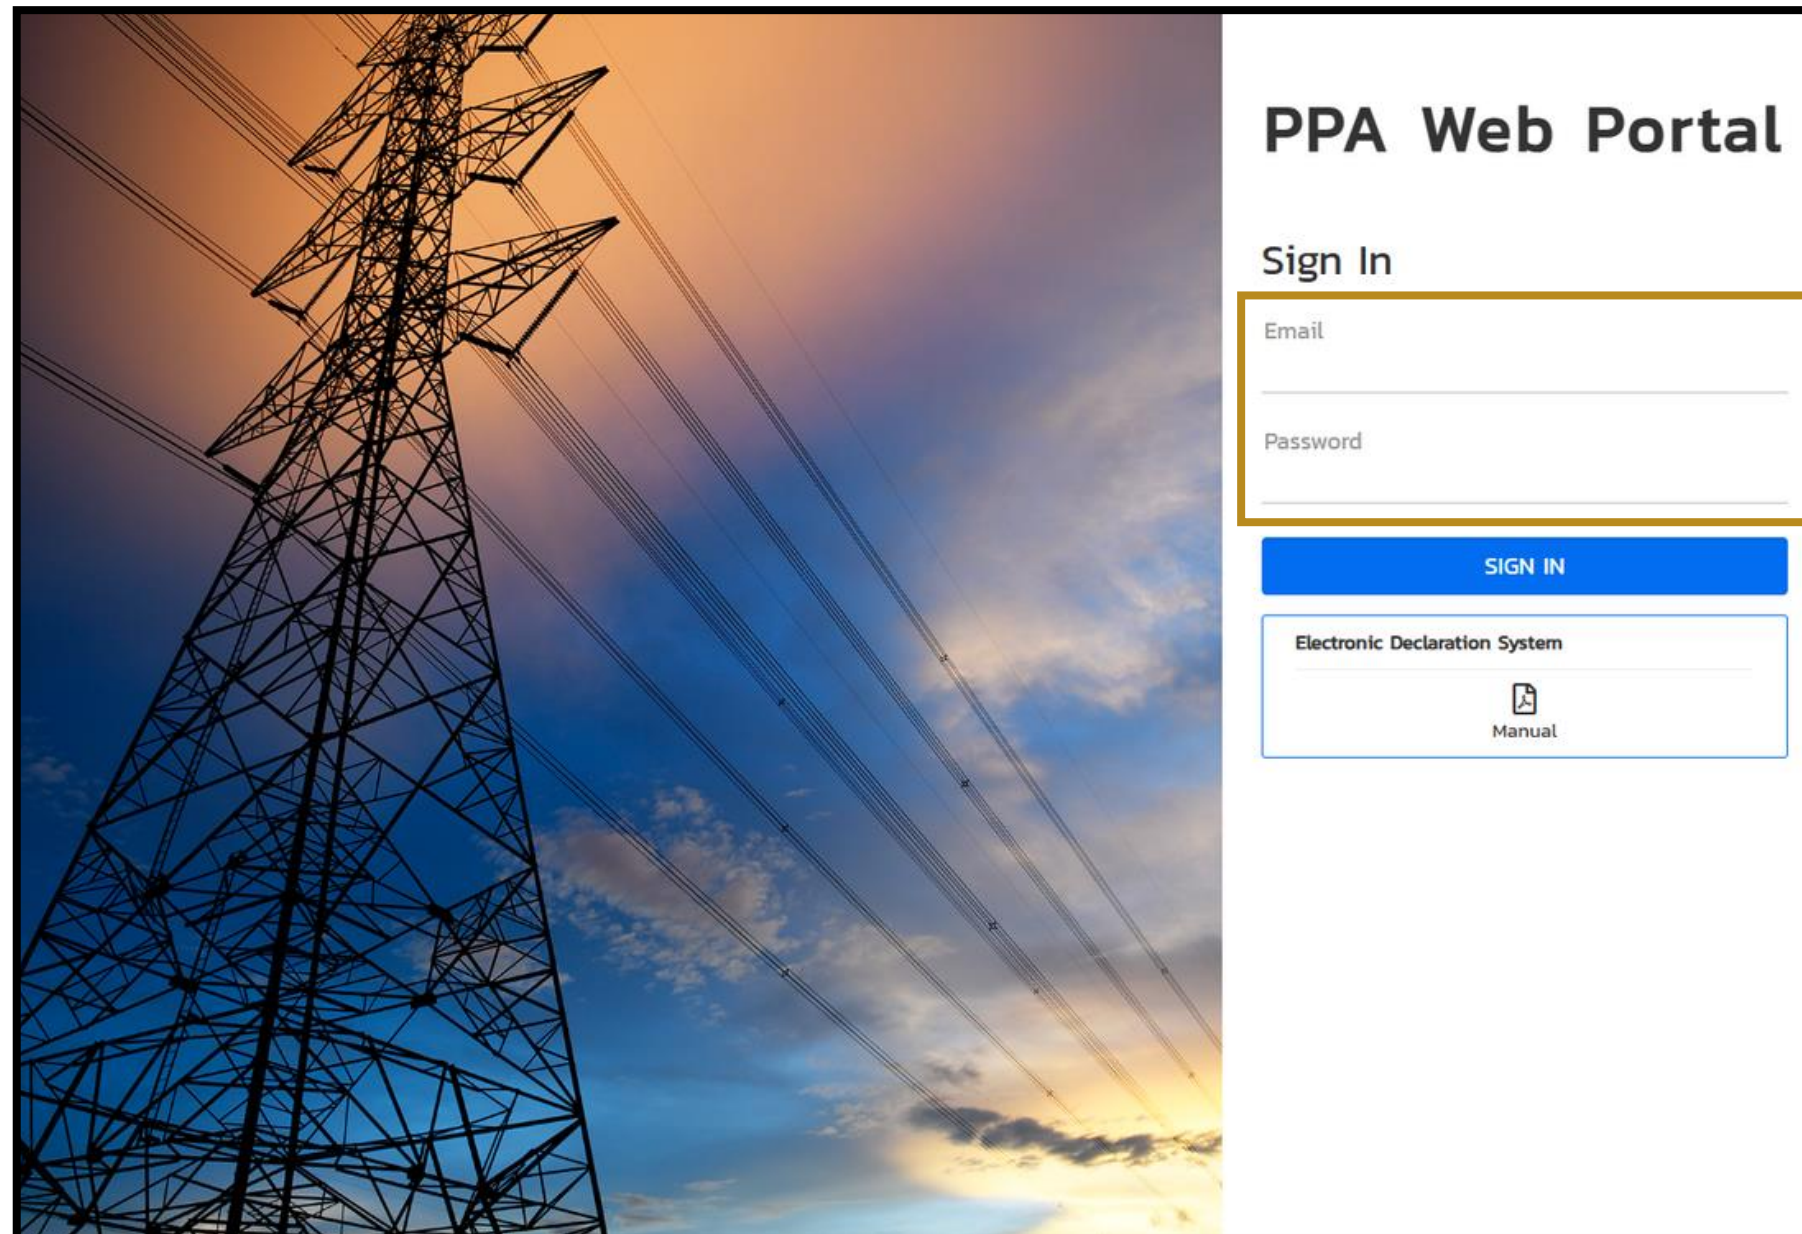 PPA Web Portal
Sign In
Email
Password
SIGN IN
Electronic Declaration System
Manual